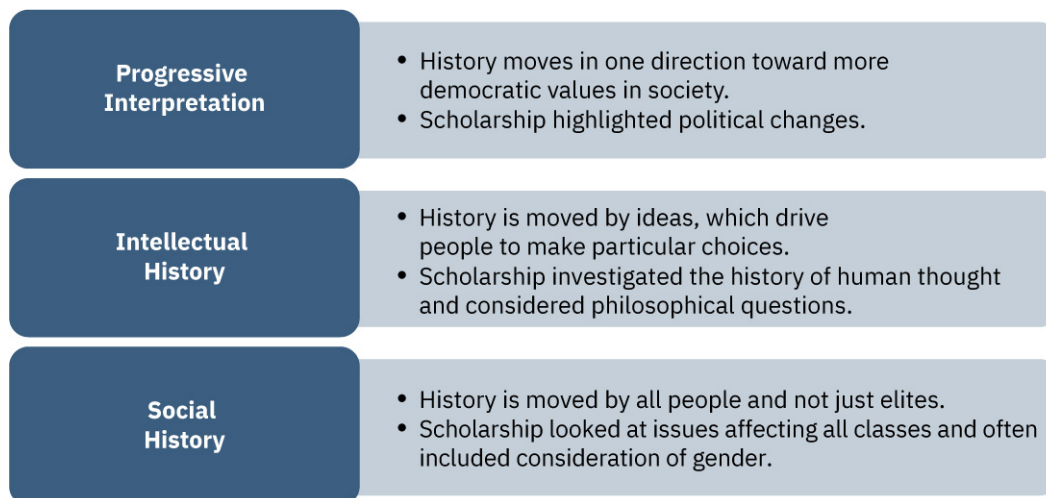 Progressive
Interpretation
• History moves in one direction toward more
democratic values in society.
• Scholarship highlighted political changes.
Intellectual
History
• History is moved by ideas, which drive
people to make particular choices.
• Scholarship investigated the history of human thought
and considered philosophical questions.
Social
History
• History is moved by all people and not just elites.
• Scholarship looked at issues affecting all classes and often
included consideration of gender.